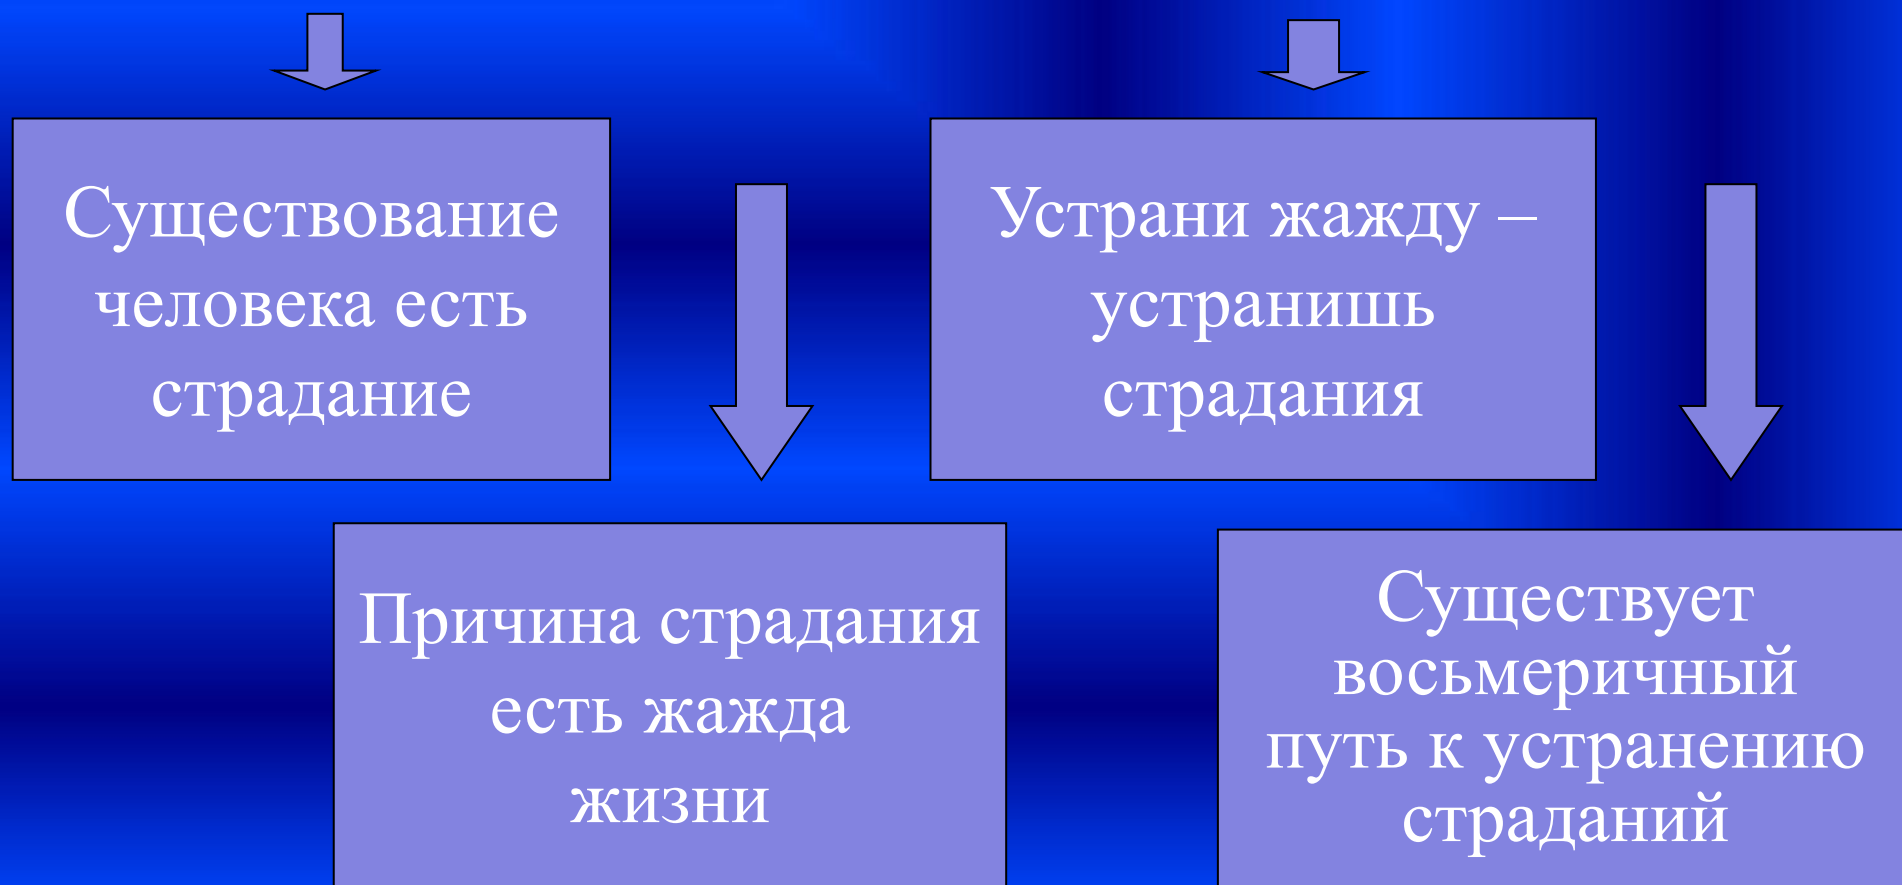 Существование
человека есть
страдание
Устрани жажду –
устранишь
страдания
Причина страдания
есть жажда
жизни
Существует
восьмеричный
путь к устранению
страданий